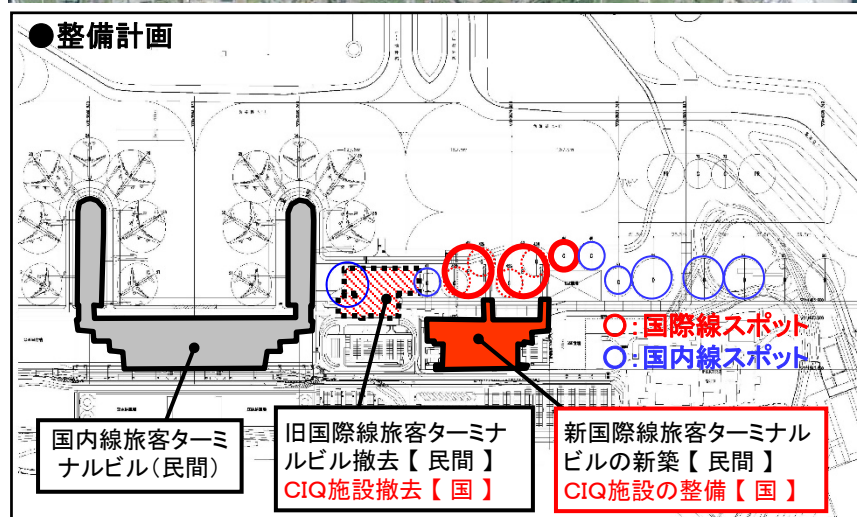 ●整備計画
○:国際線スポット
○:国内線スポット
国内線旅客ターミ
ナルビル(民間)
旧国際線旅客ターミナ
ルビル撤去【 民間 】
CIQ施設撤去【 国 】
新国際線旅客ターミナル
ビルの新築【 民間 】
CIQ施設の整備【 国 】